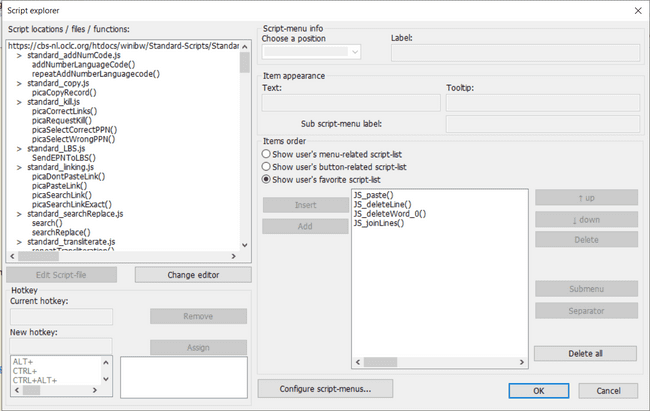 Script explorer
Script locations / files / functions:
https://cbs-nl.oclc.org/htdocs/winibw/Standard-Scripts/Standar
> standard_addNumCode.js
addNumberLanguageCode()
repeatAddNumberLanguagecode()
> standard_copy.js
picaCopyRecord()
> standard_kill.js
picaCorrectLinks()
picaRequestKill()
picaSelectCorrectPPN()
picaSelectWrongPPN()
> standard_LBS.js
SendEPNToLBS()
> standard_linking.js
picaDontPasteLink()
picaPasteLink()
picaSearchLink()
picaSearchLinkExact()
> standard_searchReplace.js
search()
searchReplace()
> standard_transliterate.js
repeatTransliteration()
Edit Script-file
Change editor
Hotkey
Current hotkey:
Remove
New hotkey:
Assign
ALT+
CTRL+
CTRL+ALT+
Script-menu info
Choose a position
Label:
Item appearance
Text:
Tooltip:
Sub script-menu label:
Items order
Show user's menu-related script-list
Show user's button-related script-list
Show user's favorite script-list
Insert
Add
JS_paste()
JS_deleteLine()
JS_deleteWord_0()
JS_joinLines()
↑ up
↓ down
Delete
Submenu
Separator
Delete all
Configure script-menus...
OK
Cancel